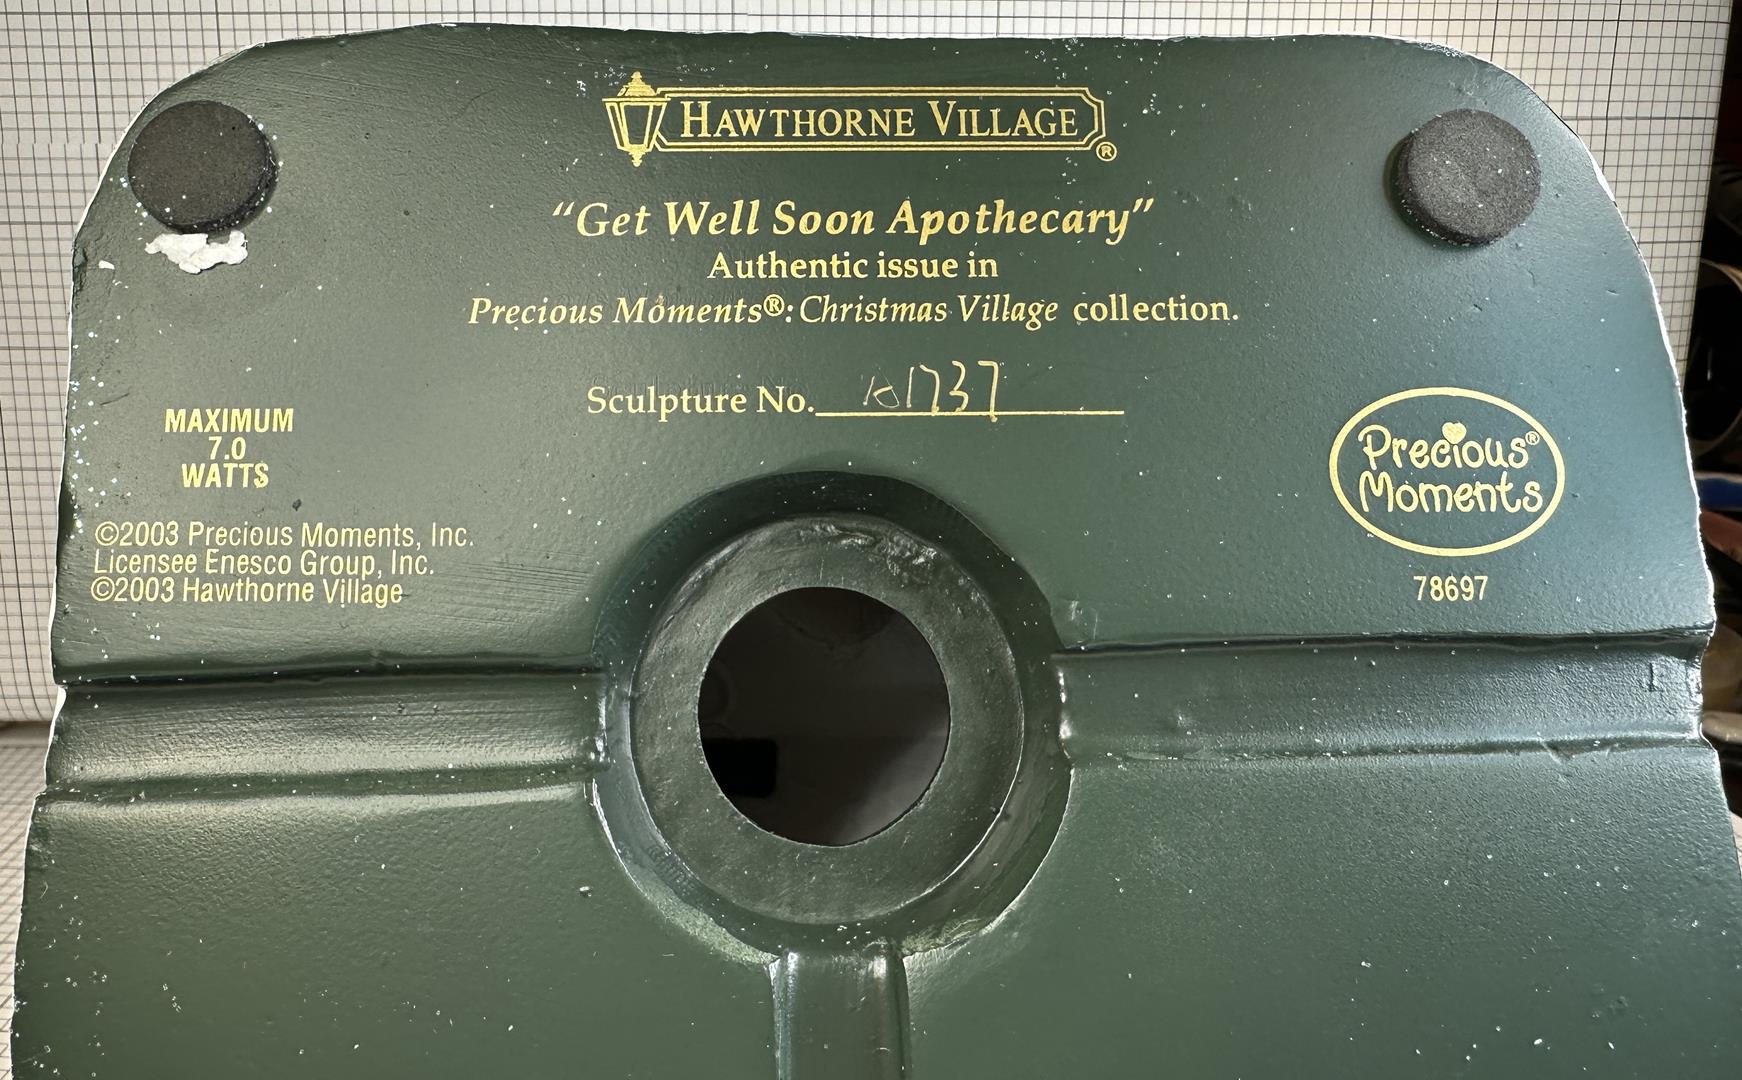 HAWTHORNE VILLAGE®
“Get Well Soon Apothecary”
Authentic issue in
Precious Moments®: Christmas Village collection.
Sculpture No. 101737
MAXIMUM
7.0
WATTS
©2003 Precious Moments, Inc.
Licensee Enesco Group, Inc.
©2003 Hawthorne Village
Precious®
Moments
78697